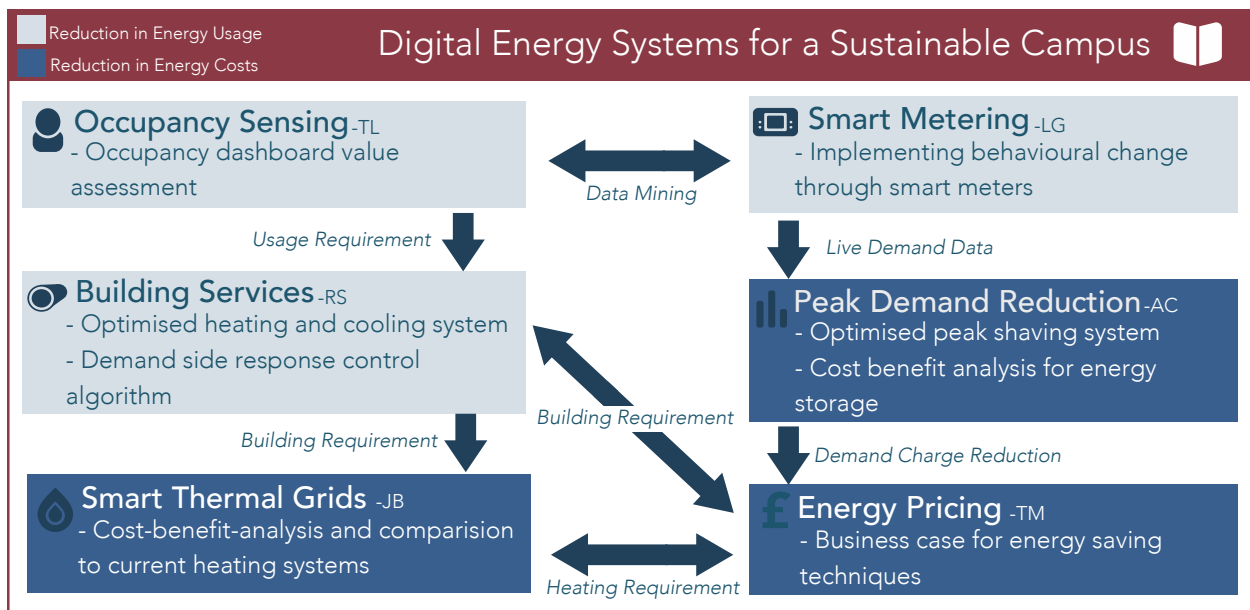 Reduction in Energy Usage
Reduction in Energy Costs
Digital Energy Systems for a Sustainable Campus
Occupancy Sensing -TL
- Occupancy dashboard value
assessment
Data Mining
Smart Metering -LG
- Implementing behavioural change
through smart meters
Usage Requirement
Live Demand Data
Building Services -RS
- Optimised heating and cooling system
- Demand side response control
algorithm
Peak Demand Reduction -AC
- Optimised peak shaving system
- Cost benefit analysis for energy
storage
Building Requirement
Building Requirement
Demand Charge Reduction
Smart Thermal Grids -JB
- Cost-benefit-analysis and comparision
to current heating systems
Heating Requirement
£ Energy Pricing -TM
- Business case for energy saving
techniques